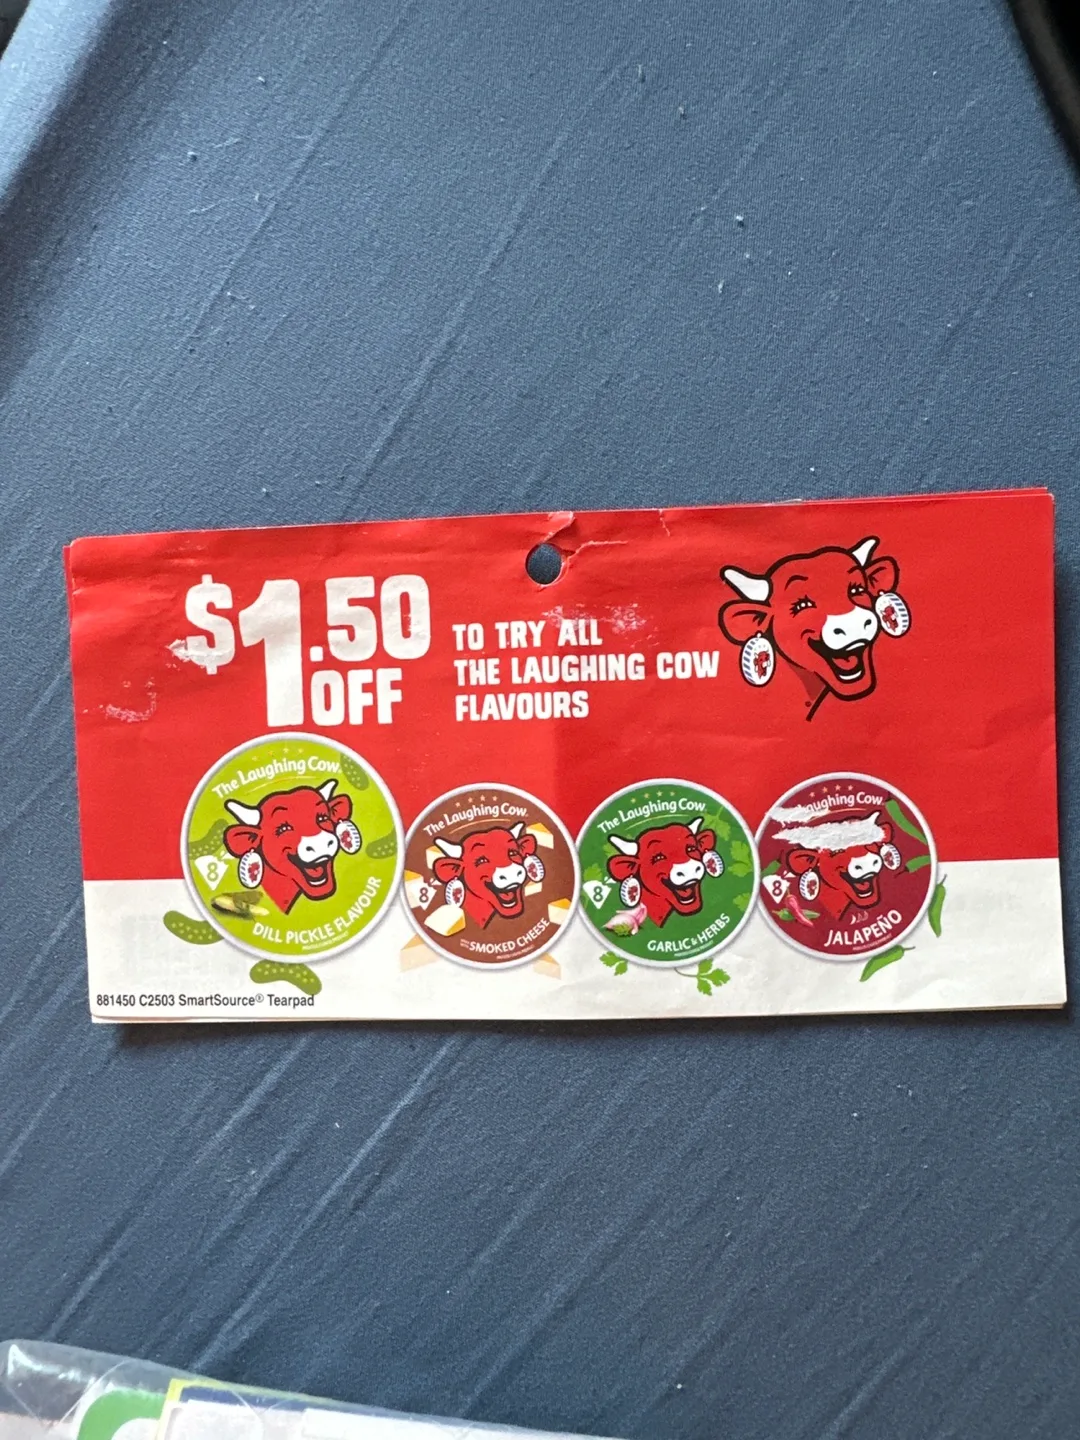 $1.50
OFF
TO TRY ALL
THE LAUGHING COW
FLAVOURS
The Laughing Cow
8
DILL PICKLE FLAVOUR
The Laughing Cow
8
SMOKED CHEESE
The Laughing Cow
8
GARLIC & HERBS
Cow
8
JALAPEÑO
881450 C2503 SmartSource® Tearpad